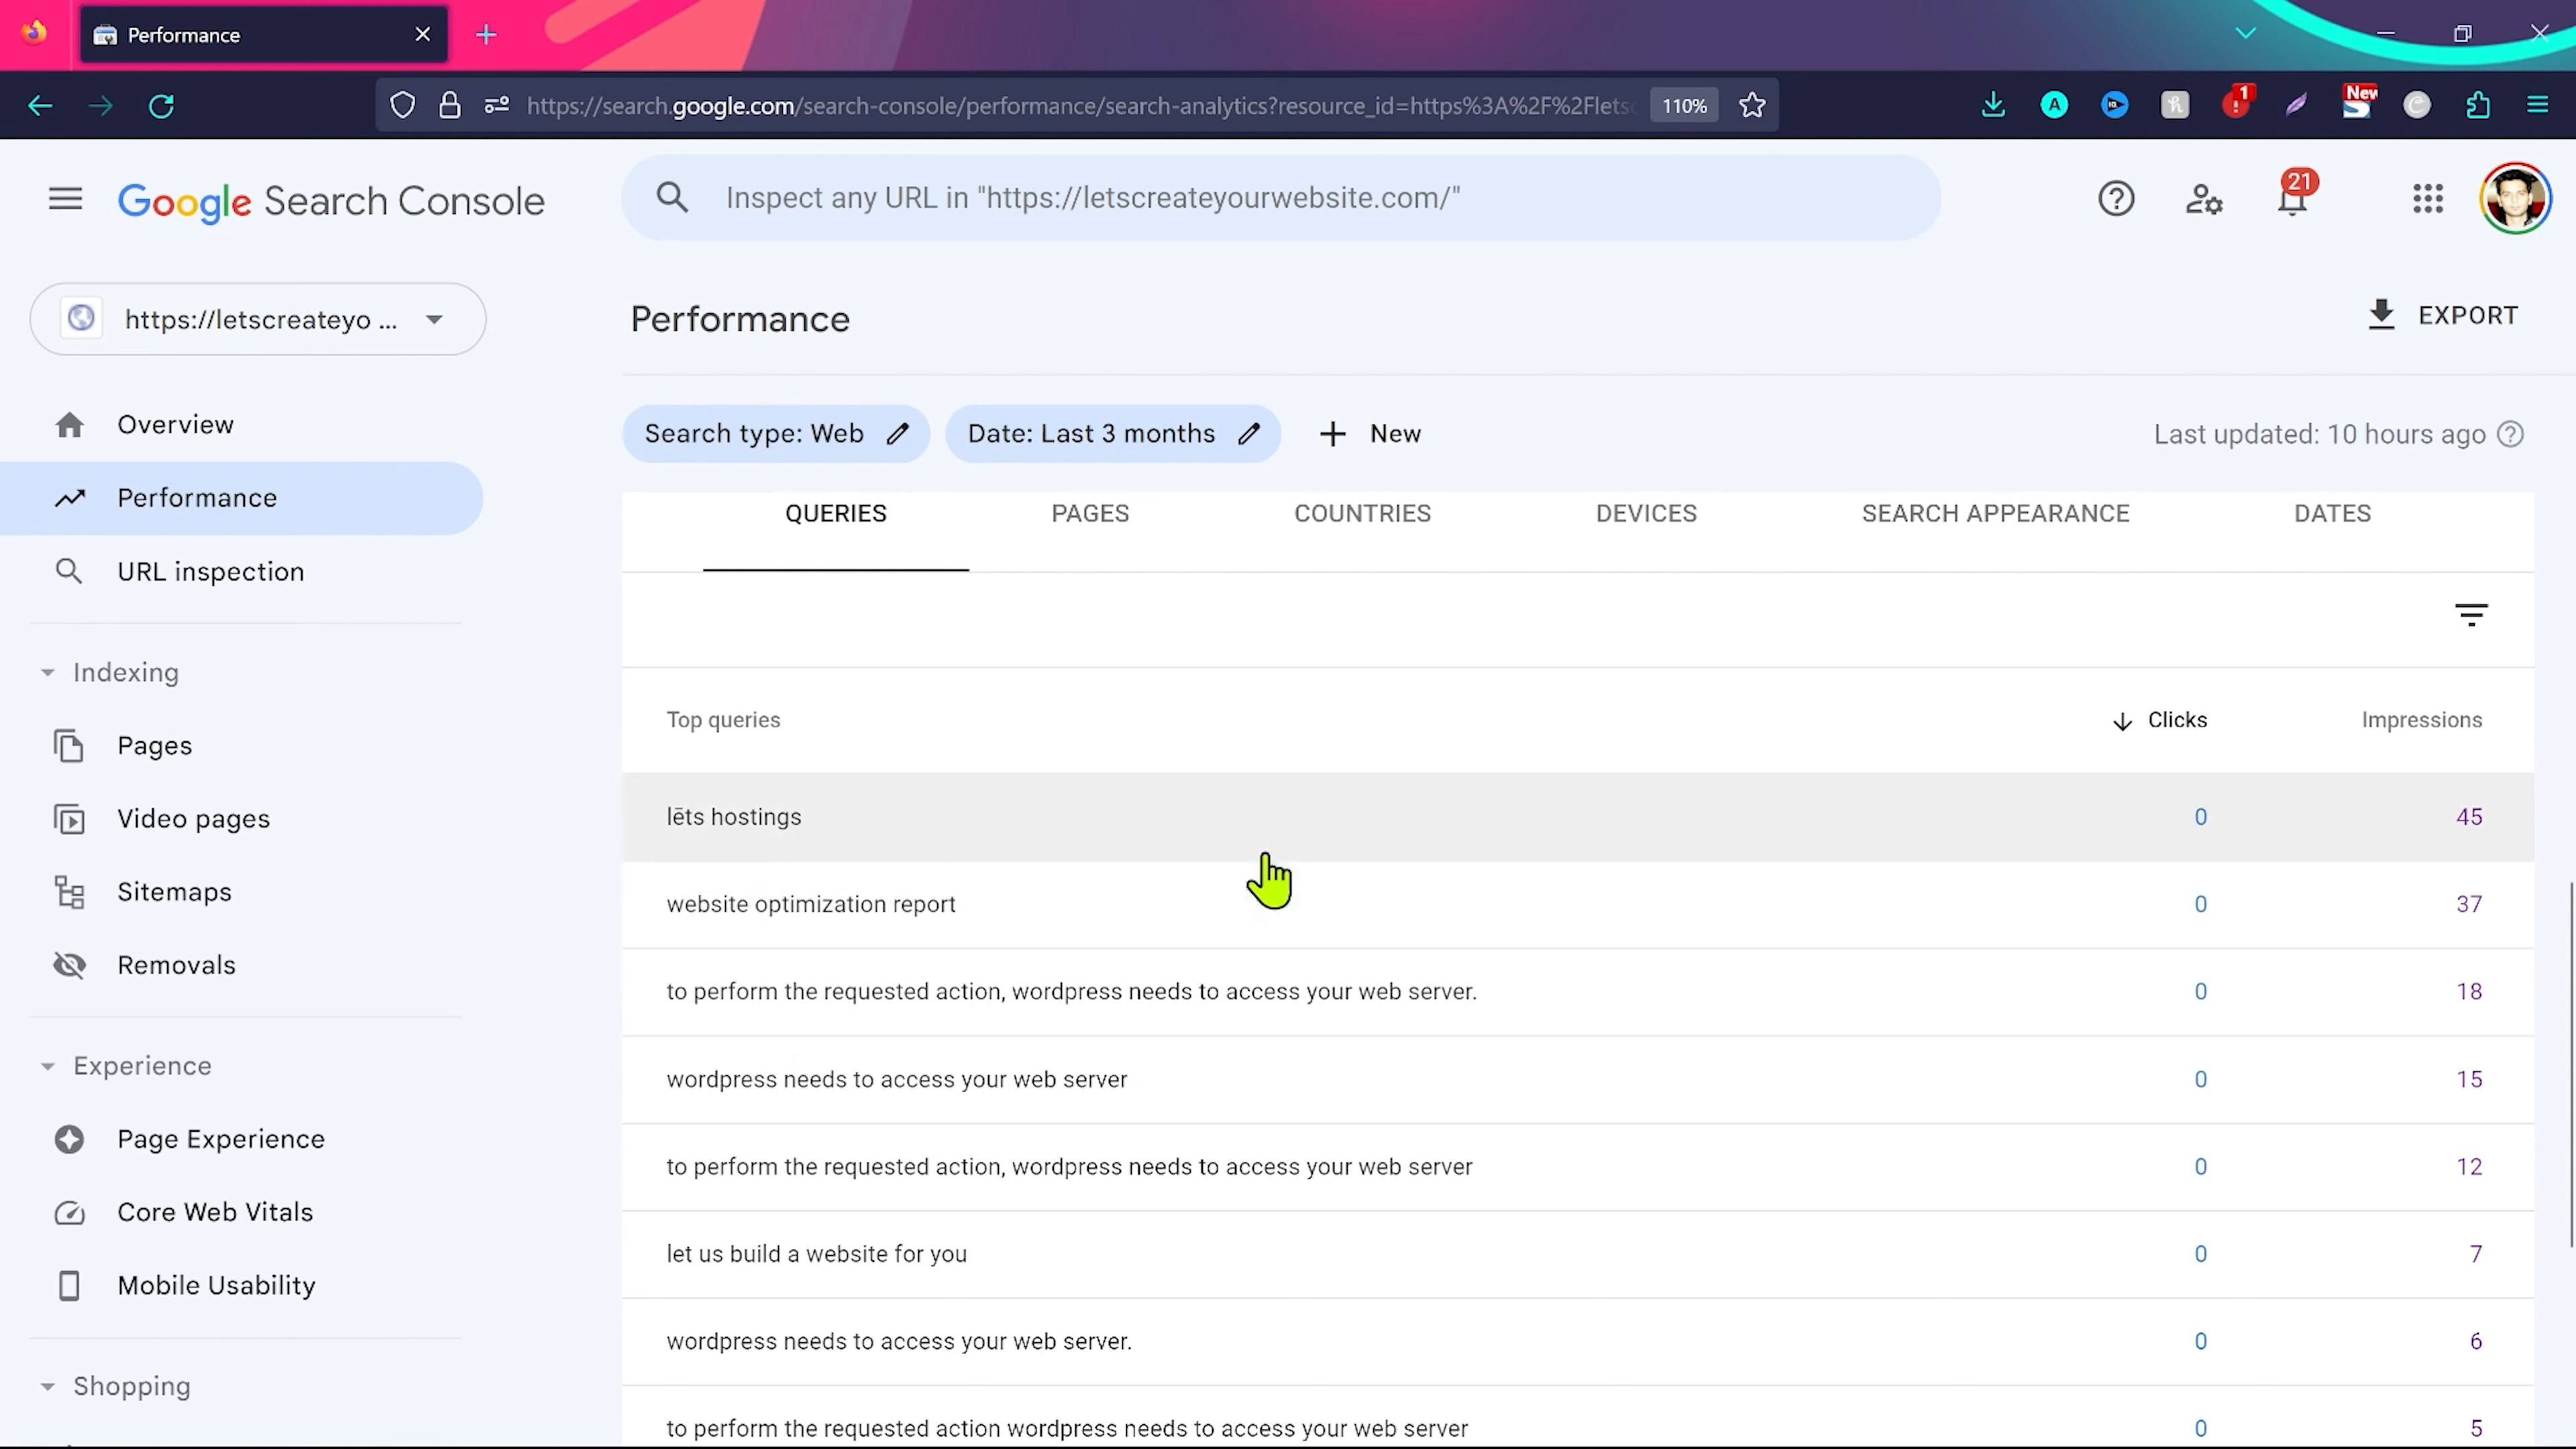 Performance
https://search.google.com/search-console/performance/search-analytics?resource_id=https%3A%2F%2Fletsc
110%
1
New
Google Search Console
Inspect any URL in "https://letscreateyourwebsite.com/"
21
https://letscreateyo ...
Performance
EXPORT
Overview
Performance
URL inspection
Indexing
Pages
Video pages
Sitemaps
Removals
Experience
Page Experience
Core Web Vitals
Mobile Usability
Shopping
Search type: Web
Date: Last 3 months
New
Last updated: 10 hours ago
QUERIES PAGES COUNTRIES DEVICES SEARCH APPEARANCE DATES
Top queries Clicks Impressions
lēts hostings 0 45
website optimization report 0 37
to perform the requested action, wordpress needs to access your web server. 0 18
wordpress needs to access your web server 0 15
to perform the requested action, wordpress needs to access your web server 0 12
let us build a website for you 0 7
wordpress needs to access your web server. 0 6
to perform the requested action wordpress needs to access your web server 0 5